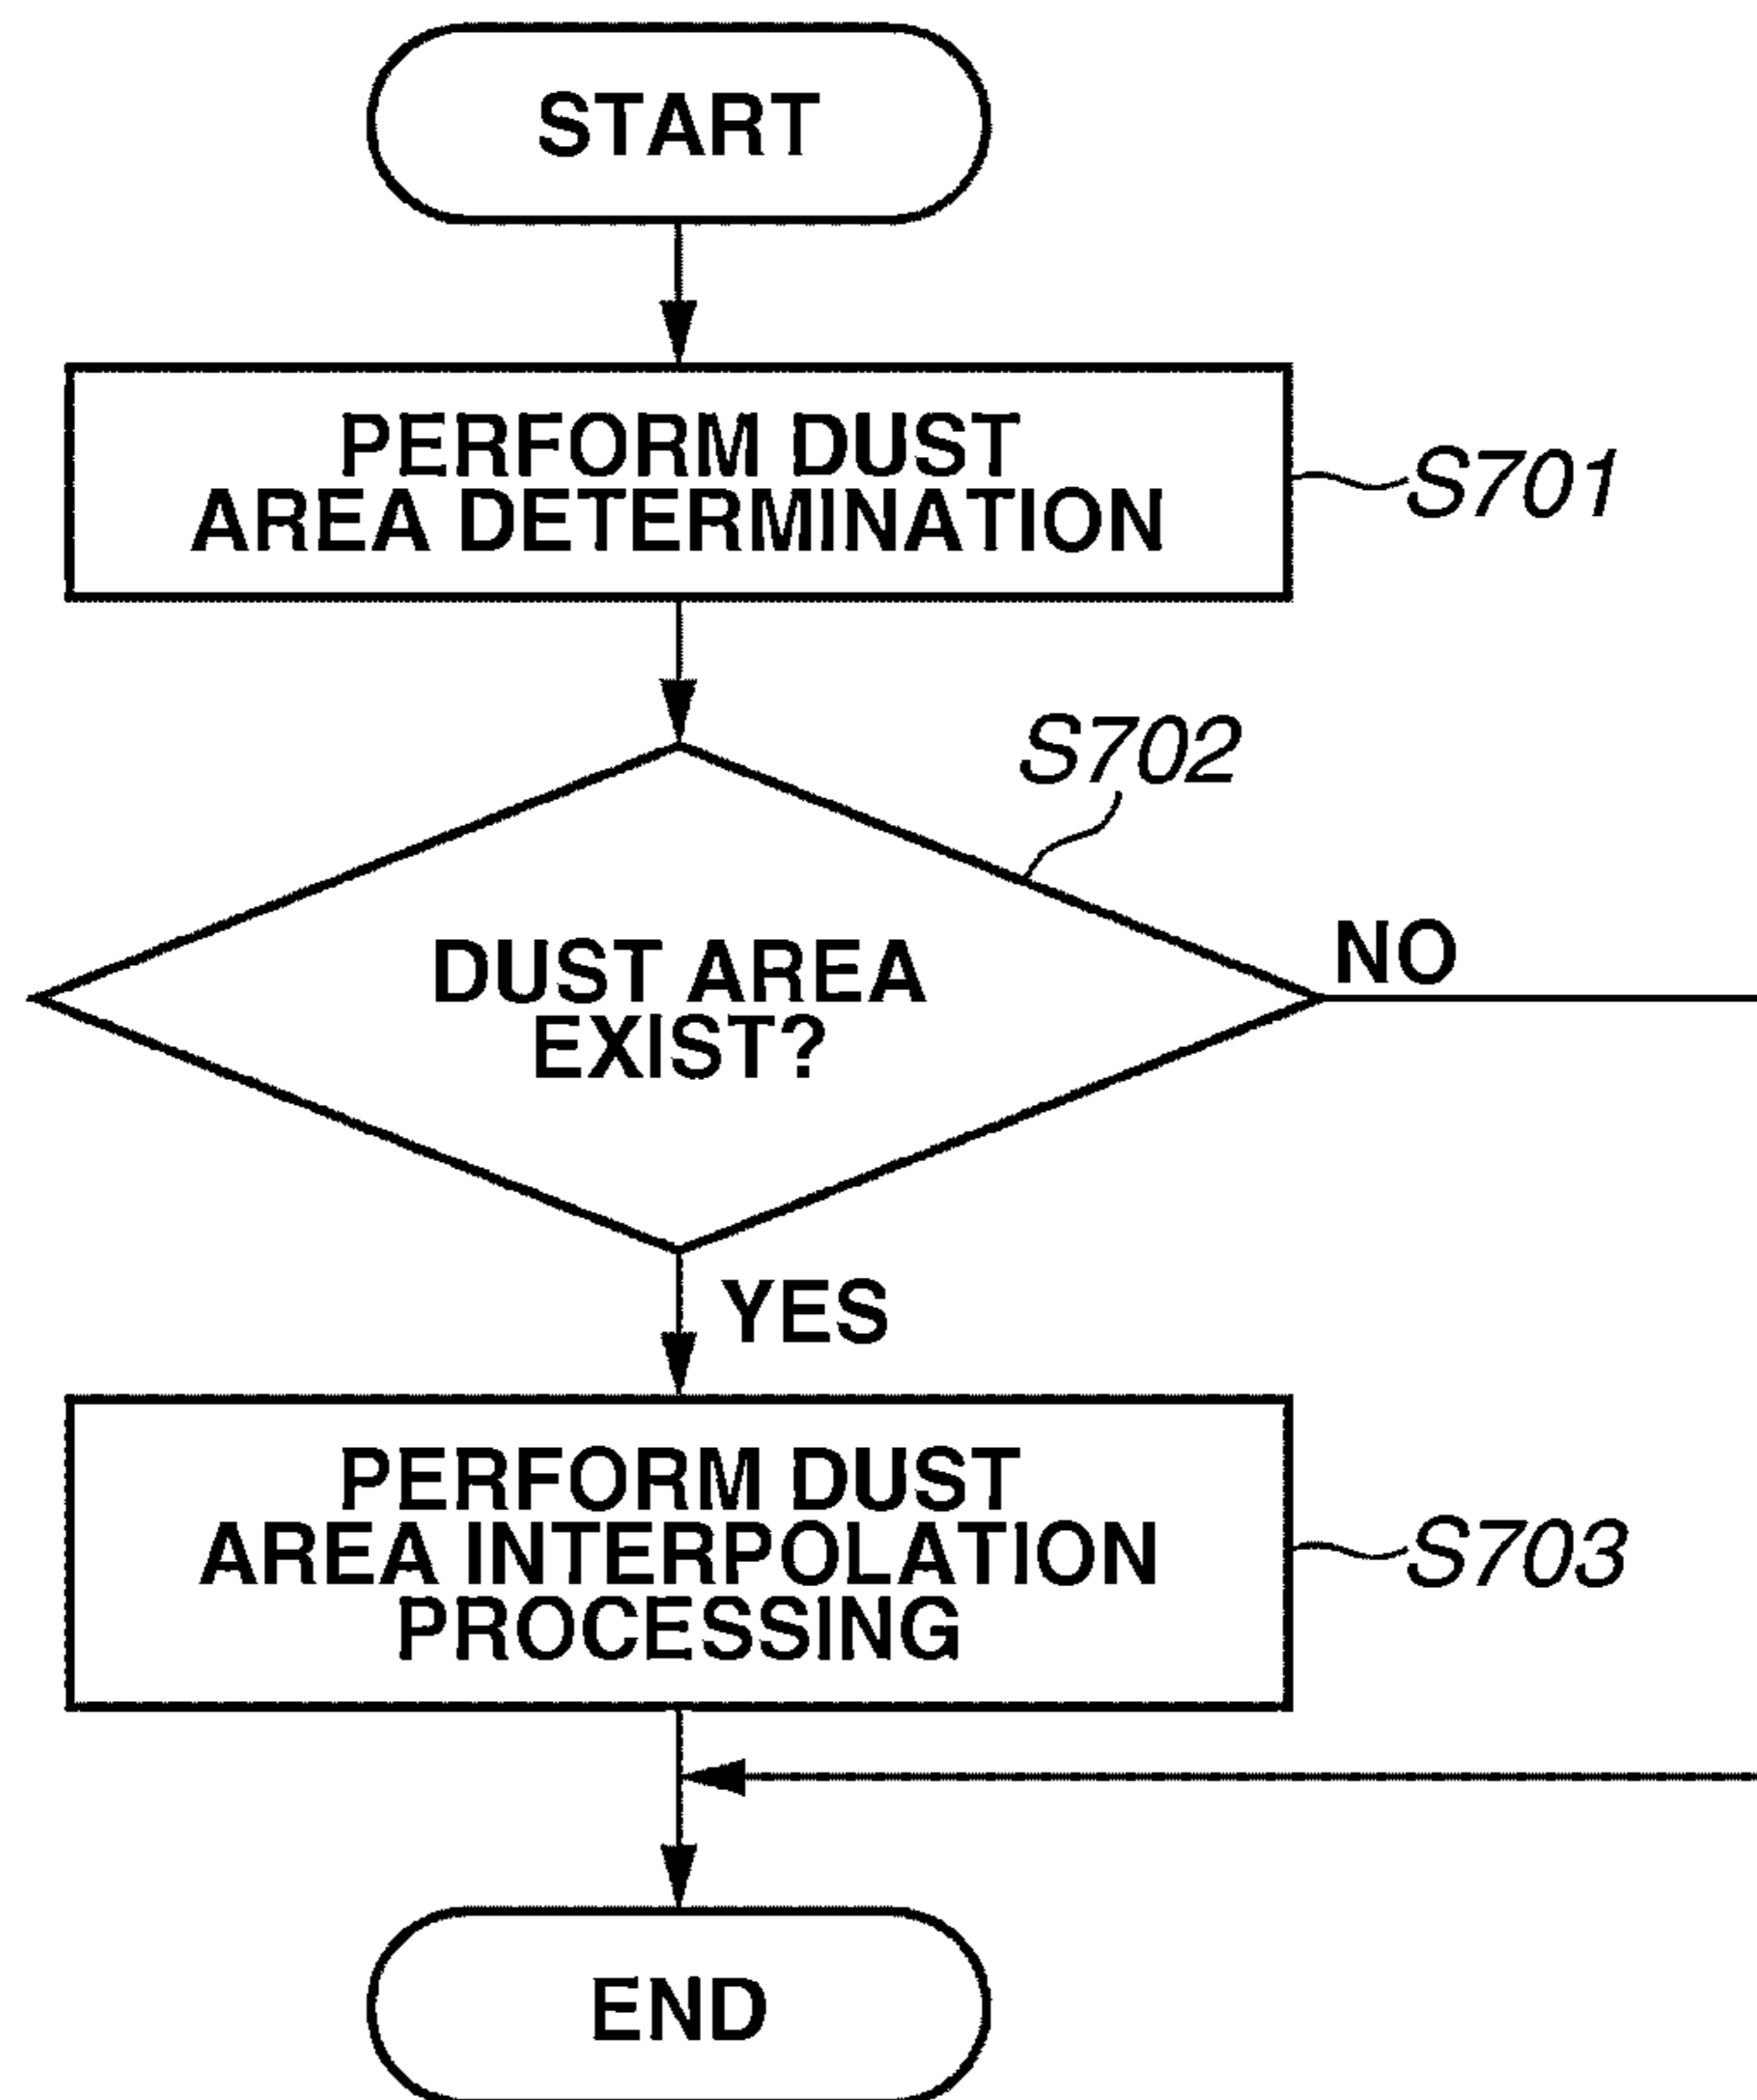 START
PERFORM DUST
AREA DETERMINATION
S701
S702
DUST AREA
EXIST?
NO
YES
PERFORM DUST
AREA INTERPOLATION
PROCESSING
S703
END